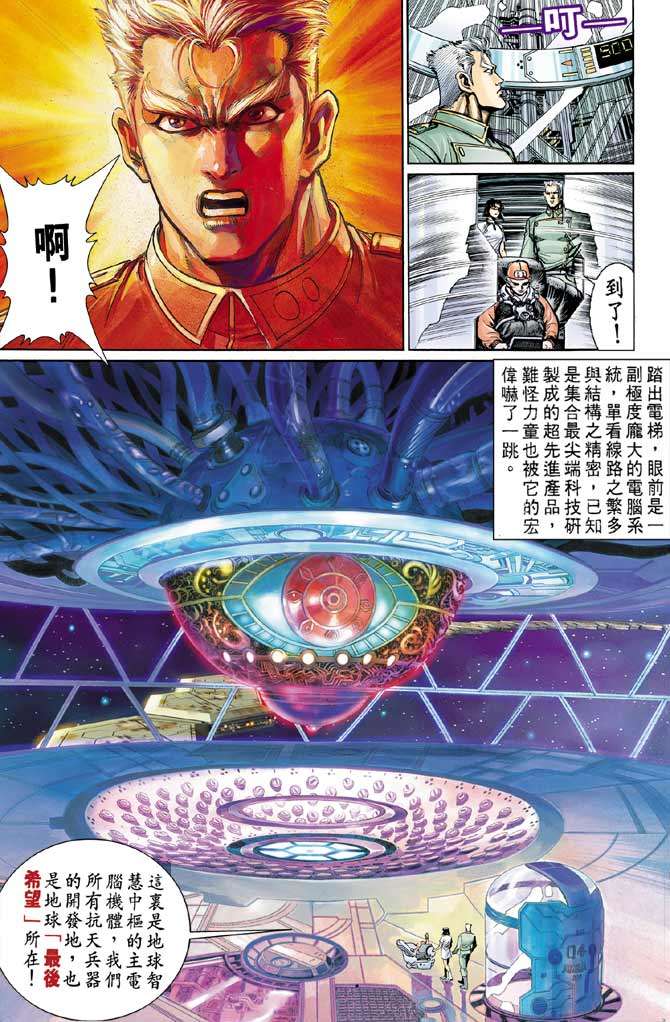 —叮—
到了！
啊！
踏出電梯，眼前是一
副極度龐大的電腦系
統，單看線路之繁多
與結構之精密，已知
是集合最尖端科技研
製成的超先進產品，
難怪力童也被它的宏
偉嚇了一跳。
這裏是地球智
慧中樞的主電
腦機體，我們
所有抗天兵器
的開發地，也
是地球「最後
希望」所在！
04
AREA